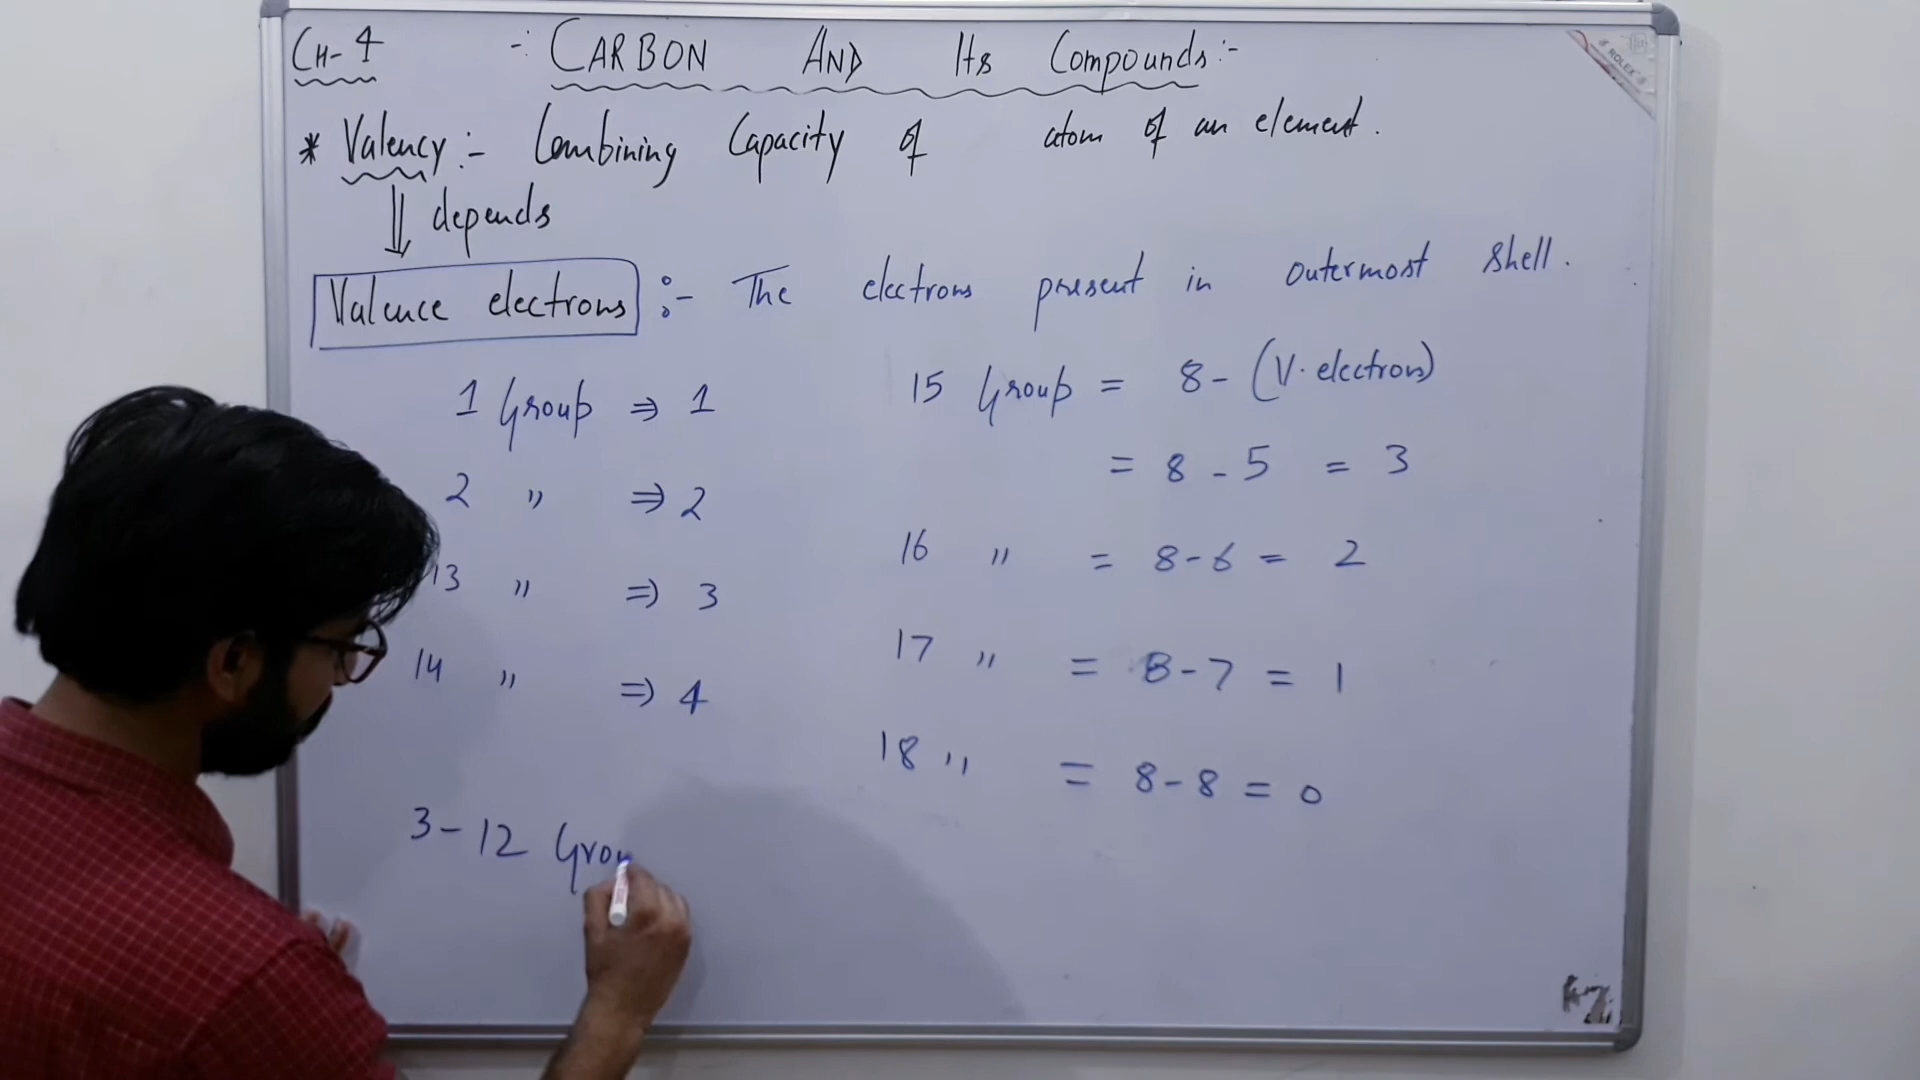 CH-4 -: CARBON AND Its Compounds:-
* Valency:- Combining Capacity of atom of an element.
depends
Valence electrons :- The electrons present in outermost shell.
1 Group ⇒ 1
2 " ⇒ 2
13 " ⇒ 3
14 " ⇒ 4
3-12 Grou
15 Group = 8-(V.electron)
= 8-5 = 3
16 " = 8-6 = 2
17 " = 8-7 = 1
18 " = 8-8 = 0
ROLEX